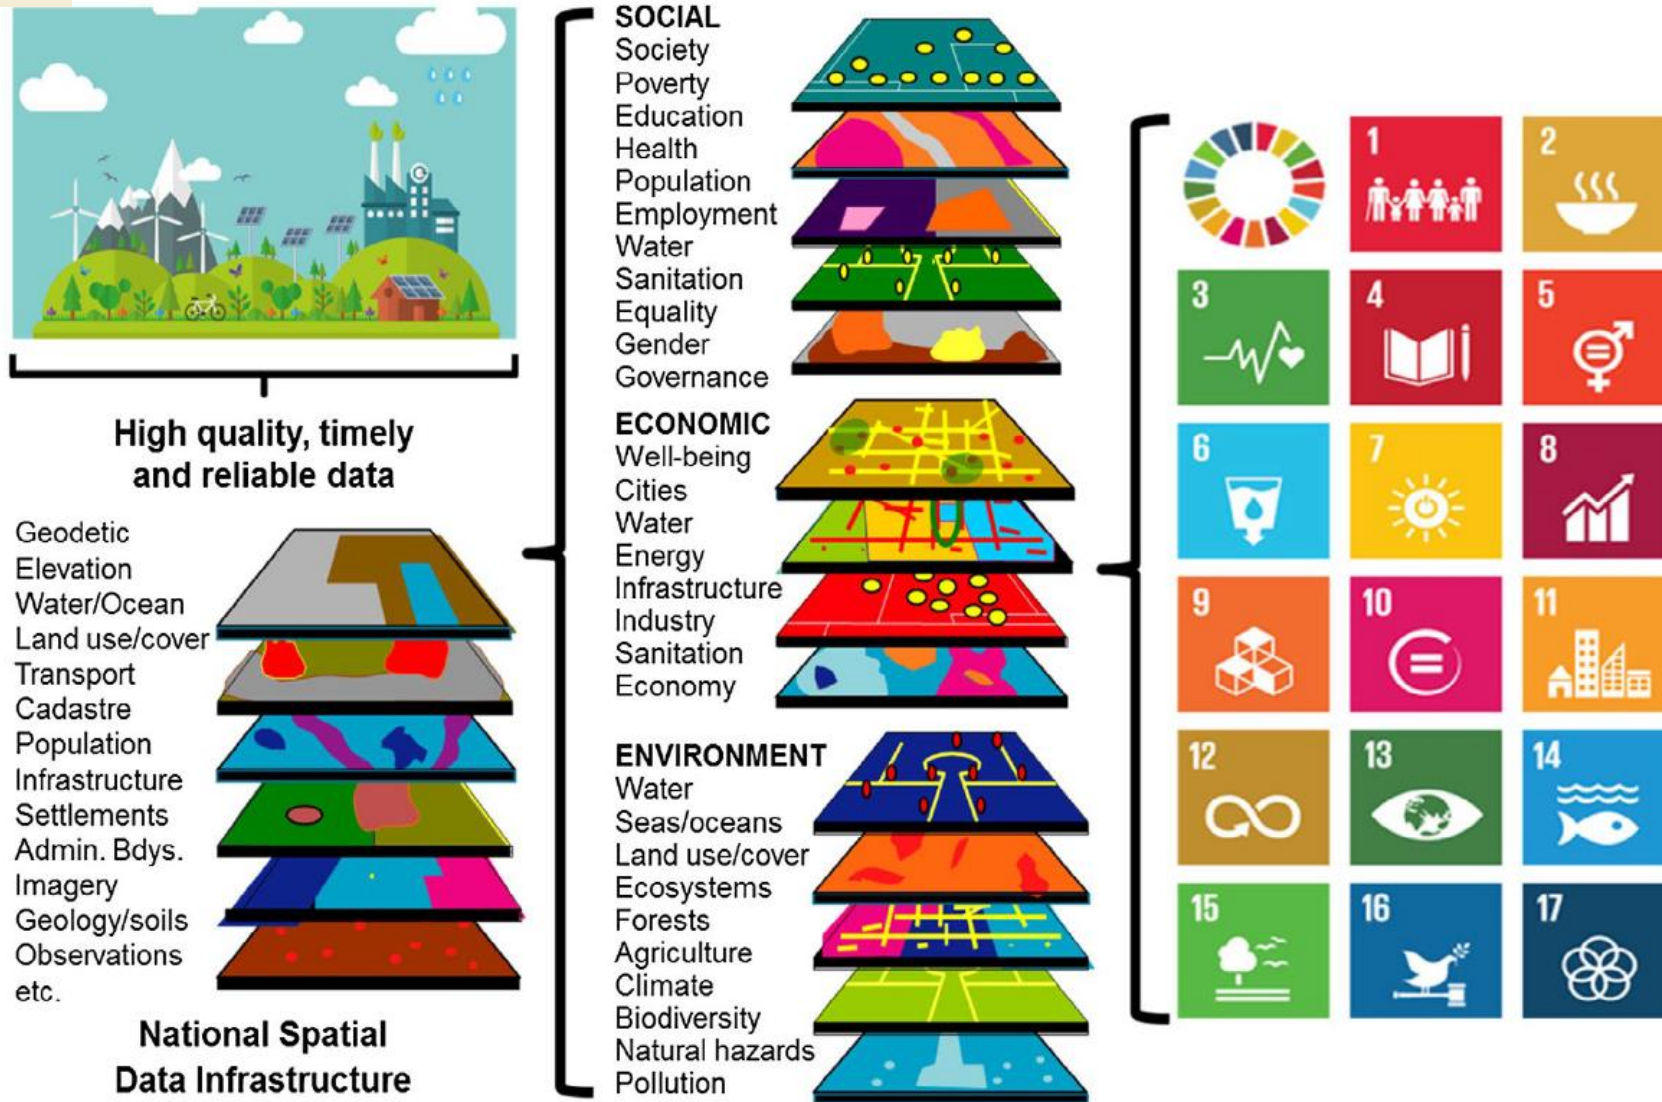 High quality, timely
and reliable data
Geodetic
Elevation
Water/Ocean
Land use/cover
Transport
Cadastre
Population
Infrastructure
Settlements
Admin. Bdys.
Imagery
Geology/soils
Observations
etc.
National Spatial
Data Infrastructure
SOCIAL
Society
Poverty
Education
Health
Population
Employment
Water
Sanitation
Equality
Gender
Governance
ECONOMIC
Well-being
Cities
Water
Energy
Infrastructure
Industry
Sanitation
Economy
ENVIRONMENT
Water
Seas/oceans
Land use/cover
Ecosystems
Forests
Agriculture
Climate
Biodiversity
Natural hazards
Pollution
1
2
3
4
5
6
7
8
9
10
11
12
13
14
15
16
17